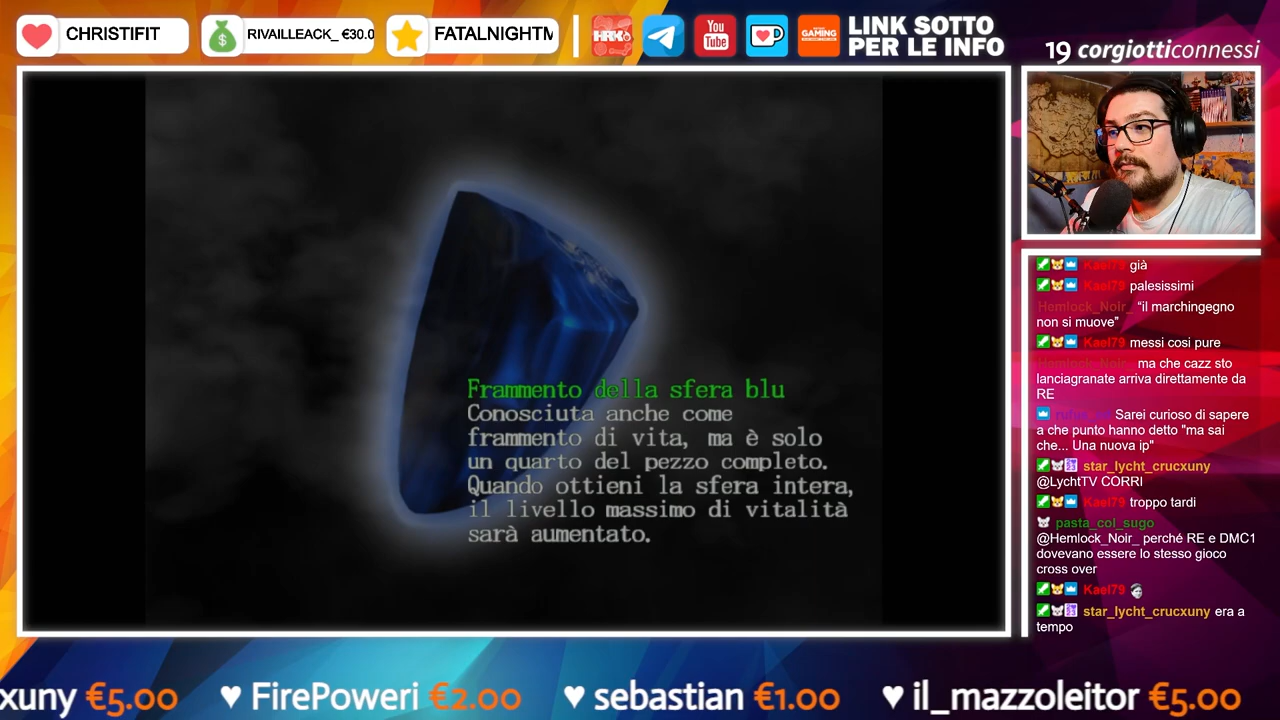 CHRISTIFIT
RIVAILLEACK_ €30.0
FATALNIGHTM
HRK
You
Tube
GAMING
LINK SOTTO
PER LE INFO
19 corgiotticonnessi
Frammento della sfera blu
Conosciuta anche come
frammento di vita, ma è solo
un quarto del pezzo completo.
Quando ottieni la sfera intera,
il livello massimo di vitalità
sarà aumentato.
Kael79 già
Kael79 palesissimi
Hemlock_Noir_ “il marchingegno
non si muove”
Kael79 messi cosi pure
Hemlock_Noir_ ma che cazz sto
lanciagranate arriva direttamente da
RE
Sarei curioso di sapere
a che punto hanno detto "ma sai
che... Una nuova ip"
star_lycht_crucxuny
@LychtTV CORRI
Kael79 troppo tardi
pasta_col_sugo
@Hemlock_Noir_ perché RE e DMC1
dovevano essere lo stesso gioco
cross over
Kael79
star_lycht_crucxuny era a
tempo
xuny €5.00 ♥ FirePoweri €2.00 ♥ sebastian €1.00 ♥ il_mazzoleitor €5.00